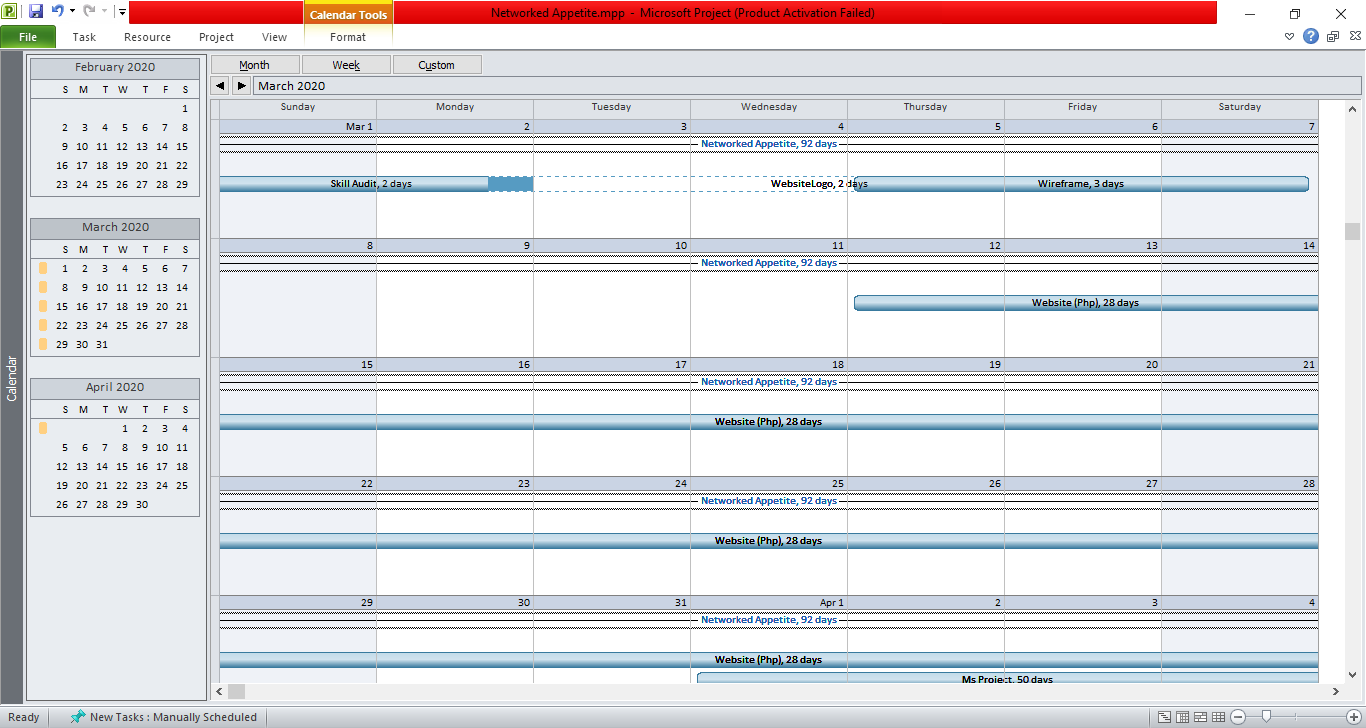 Networked Appetite.mpp - Microsoft Project (Product Activation Failed)
Calendar Tools
File Task Resource Project View Format
Calendar
February 2020
S M T W T F S
1
2 3 4 5 6 7 8
9 10 11 12 13 14 15
16 17 18 19 20 21 22
23 24 25 26 27 28 29
March 2020
S M T W T F S
1 2 3 4 5 6 7
8 9 10 11 12 13 14
15 16 17 18 19 20 21
22 23 24 25 26 27 28
29 30 31
April 2020
S M T W T F S
1 2 3 4
5 6 7 8 9 10 11
12 13 14 15 16 17 18
19 20 21 22 23 24 25
26 27 28 29 30
Month Week Custom
March 2020
Sunday Monday Tuesday Wednesday Thursday Friday Saturday
Mar 1 2 3 4 5 6 7
Networked Appetite, 92 days
Skill Audit, 2 days WebsiteLogo, 2 days Wireframe, 3 days
8 9 10 11 12 13 14
Networked Appetite, 92 days
Website (Php), 28 days
15 16 17 18 19 20 21
Networked Appetite, 92 days
Website (Php), 28 days
22 23 24 25 26 27 28
Networked Appetite, 92 days
Website (Php), 28 days
29 30 31 Apr 1 2 3 4
Networked Appetite, 92 days
Website (Php), 28 days
Ms Project, 50 days
Ready New Tasks : Manually Scheduled